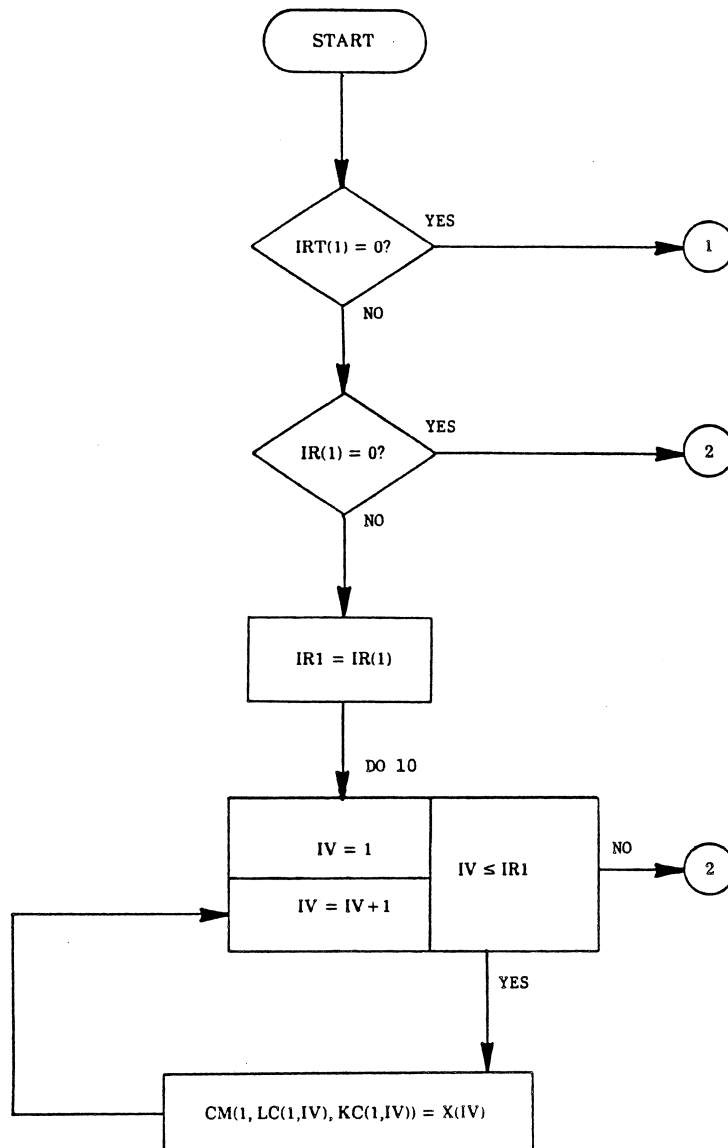 START
YES
IRT(1) = 0?
1
NO
YES
IR(1) = 0?
2
NO
IR1 = IR(1)
DO 10
IV = 1
IV ≤ IR1
NO
2
IV = IV+1
YES
CM(1, LC(1,IV), KC(1,IV)) = X(IV)